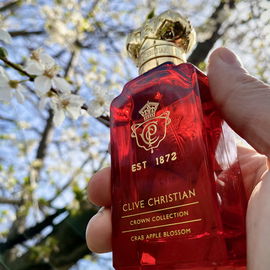 EST 1872
CLIVE CHRISTIAN
CROWN COLLECTION
CRAB APPLE BLOSSOM